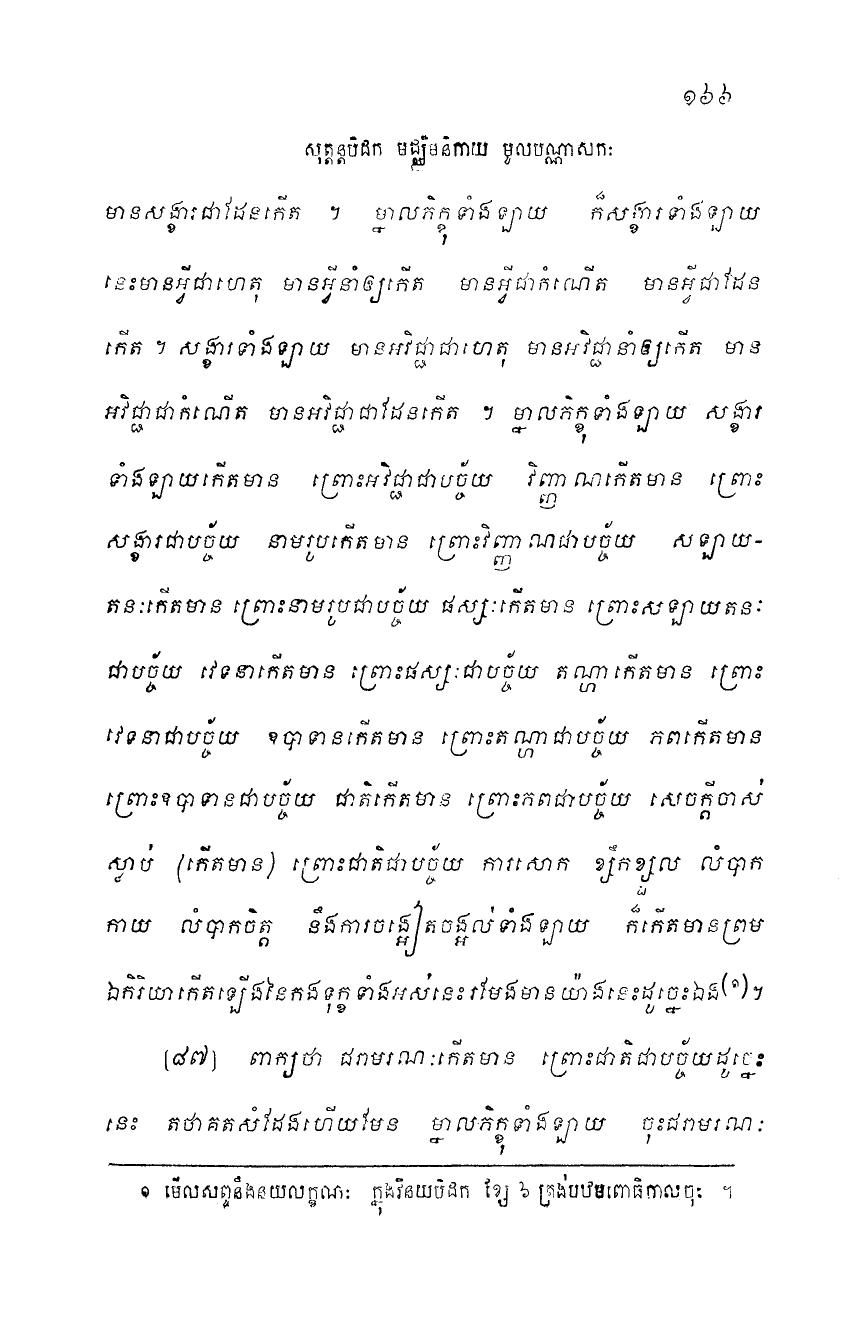 ១៦៦
សុត្តន្តបិដក មជ្ឈិមនិកាយ មូលបណ្ណាសកៈ
មានសង្ខារជាដែនកើត ។ ម្នាលភិក្ខុទាំងឡាយ ក៏សង្ខារទាំងឡាយ
នេះមានអ្វីជាហេតុ មានអ្វីនាំឲ្យកើត មានអ្វីជាកំណើត មានអ្វីជាដែន
កើត ។ សង្ខារទាំងឡាយ មានអវិជ្ជាជាហេតុ មានអវិជ្ជានាំឲ្យកើត មាន
អវិជ្ជាជាកំណើត មានអវិជ្ជាជាដែនកើត ។ ម្នាលភិក្ខុទាំងឡាយ សង្ខារ
ទាំងឡាយកើតមាន ព្រោះអវិជ្ជាជាបច្ច័យ វិញ្ញាណកើតមាន ព្រោះ
សង្ខារជាបច្ច័យ នាមរូបកើតមាន ព្រោះវិញ្ញាណជាបច្ច័យ សឡាយ-
តនៈកើតមាន ព្រោះនាមរូបជាបច្ច័យ ផស្សៈកើតមាន ព្រោះសឡាយតនៈ
ជាបច្ច័យ វេទនាកើតមាន ព្រោះផស្សៈជាបច្ច័យ តណ្ហាកើតមាន ព្រោះ
វេទនាជាបច្ច័យ ឧបាទានកើតមាន ព្រោះតណ្ហាជាបច្ច័យ ភពកើតមាន
ព្រោះឧបាទានជាបច្ច័យ ជាតិកើតមាន ព្រោះភពជាបច្ច័យ សេចក្តីចាស់
ស្លាប់ (កើតមាន) ព្រោះជាតិជាបច្ច័យ ការសោក ខ្សឹកខ្សួល លំបាក
កាយ លំបាកចិត្ត នឹងការចង្អៀតចង្អល់ទាំងឡាយ ក៏កើតមានព្រម
ឯកិរិយាកើតឡើងនៃកងទុក្ខទាំងអស់នេះ រមែងមានយ៉ាងនេះដូច្នេះឯង(១)។
[៨៧] ពាក្យថា ជរាមរណៈកើតមាន ព្រោះជាតិជាបច្ច័យដូច្នេះ
នេះ តថាគតសំដែងហើយមែន ម្នាលភិក្ខុទាំងឡាយ ចុះជរាមរណៈ
១ មើលសព្ទនឹងនយលក្ខណៈ ក្នុងវិនយបិដក ខ្សែ ៦ ត្រង់បឋមពោធិកាលចុះ ។